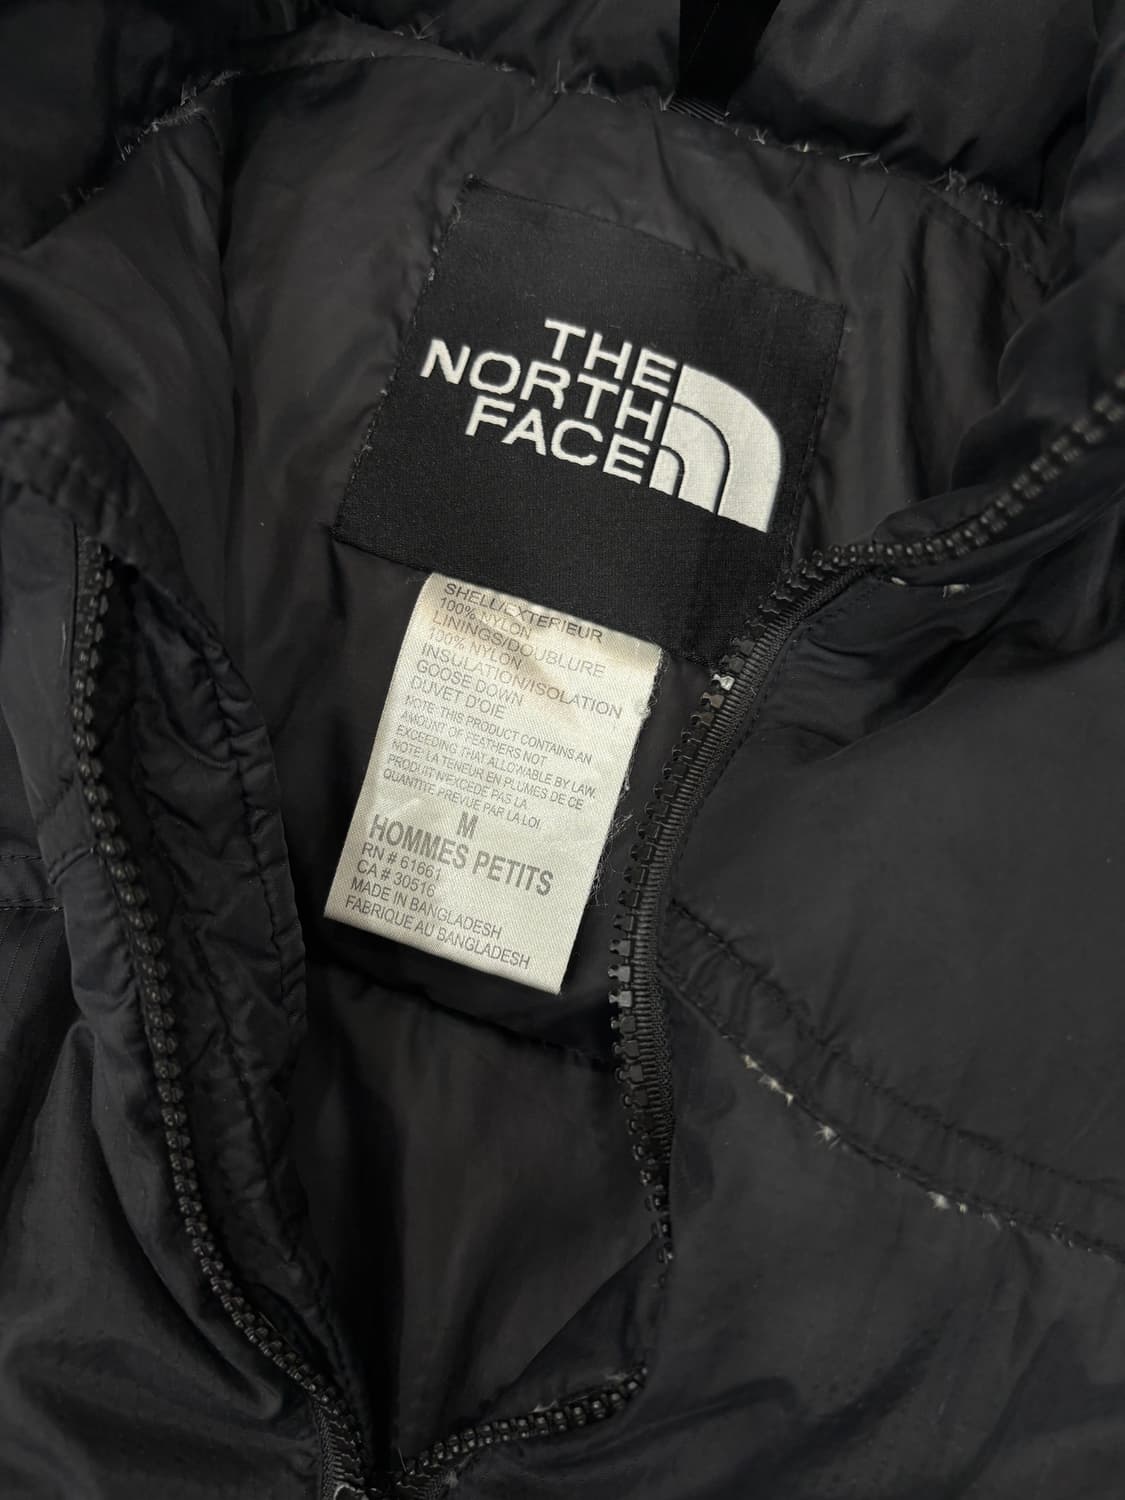 THE
NORTH
FACE
SHELL/EXTERIEUR
100% NYLON
LININGS/DOUBLURE
100% NYLON
INSULATION/ISOLATION
GOOSE DOWN
DUVET D'OIE
NOTE: THIS PRODUCT CONTAINS AN
AMOUNT OF FEATHERS NOT
EXCEEDING THAT ALLOWABLE BY LAW.
NOTE: LA TENEUR EN PLUMES DE CE
PRODUIT N'EXCEDE PAS LA
QUANTITE PREVUE PAR LA LOI.
M
HOMMES PETITS
RN # 61661
CA # 30516
MADE IN BANGLADESH
FABRIQUE AU BANGLADESH